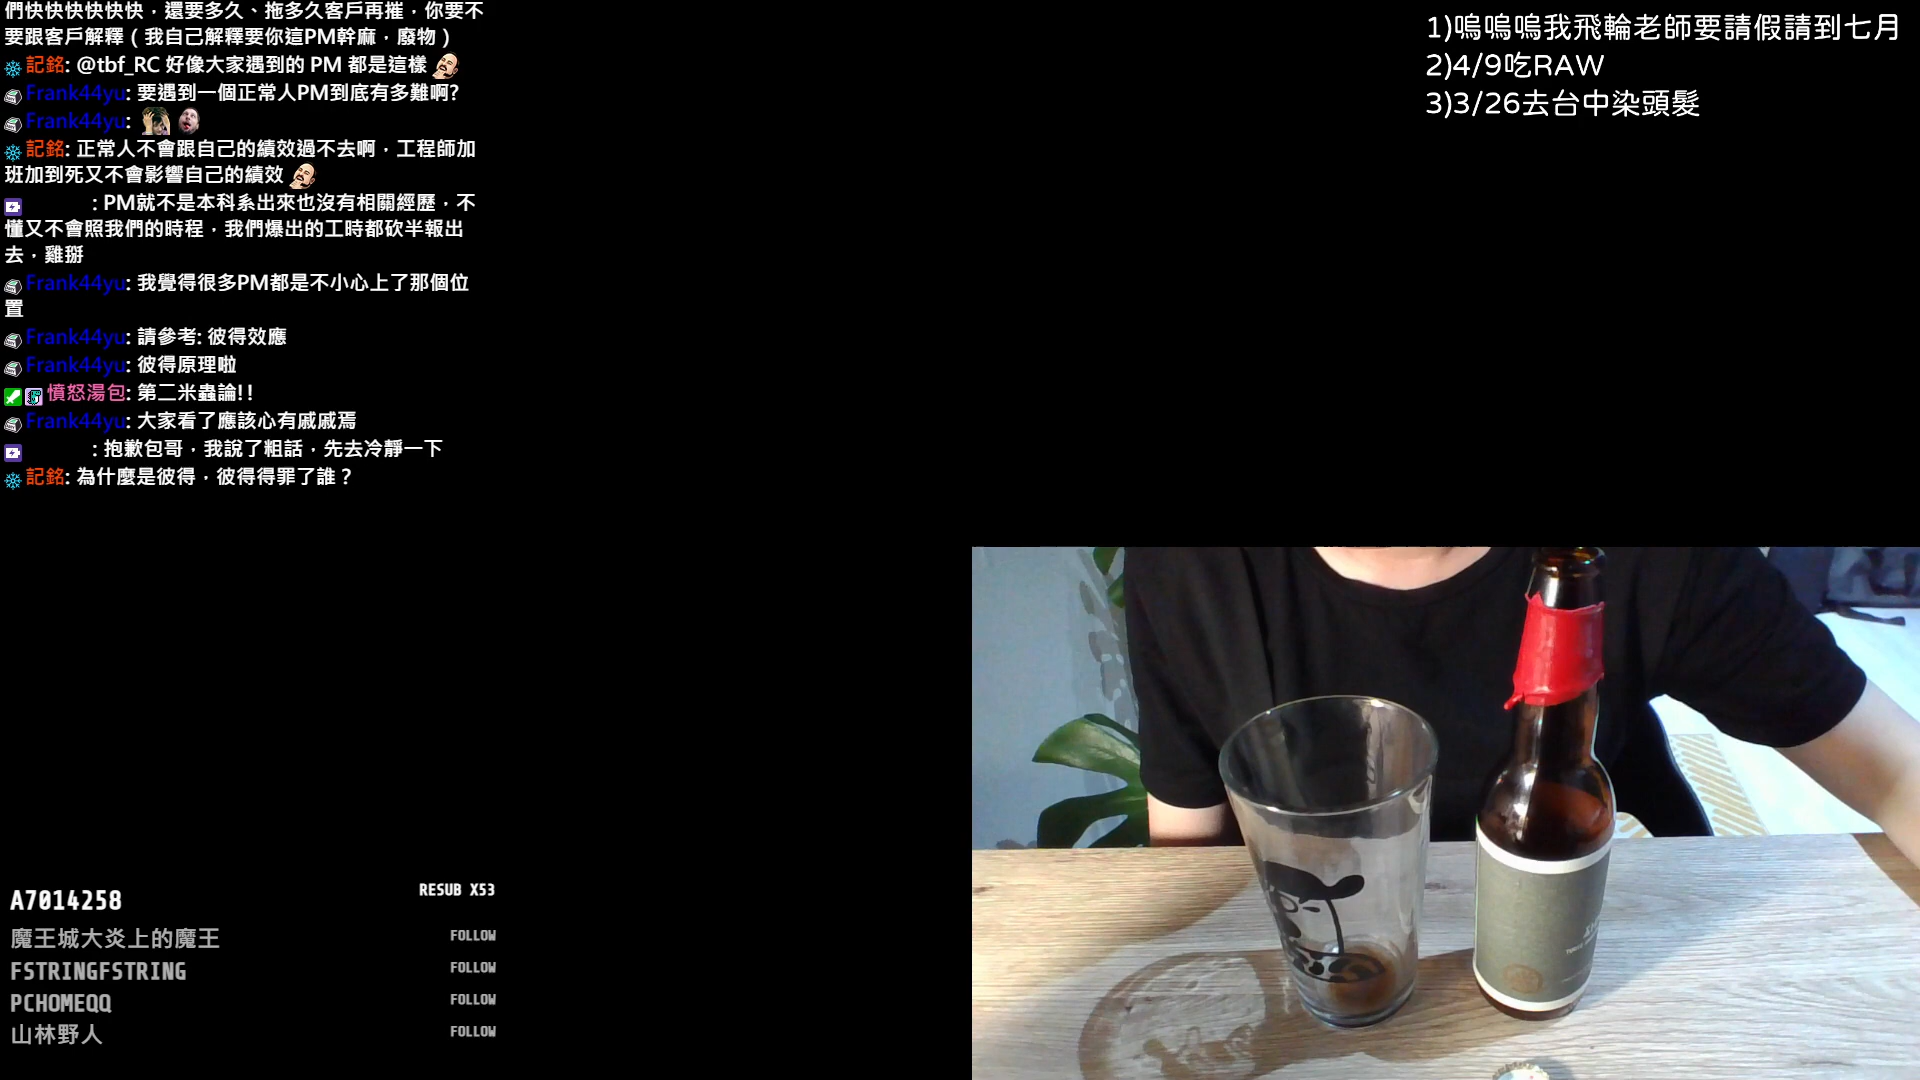 們快快快快快快，還要多久、拖多久客戶再摧，你要不
要跟客戶解釋（我自己解釋要你這PM幹麻，廢物）
記銘: @tbf_RC 好像大家遇到的 PM 都是這樣
Frank44yu: 要遇到一個正常人PM到底有多難啊?
Frank44yu:
記銘: 正常人不會跟自己的績效過不去啊，工程師加
班加到死又不會影響自己的績效
: PM就不是本科系出來也沒有相關經歷，不
懂又不會照我們的時程，我們爆出的工時都砍半報出
去，雞掰
Frank44yu: 我覺得很多PM都是不小心上了那個位
置
Frank44yu: 請參考: 彼得效應
Frank44yu: 彼得原理啦
憤怒湯包: 第二米蟲論!!
Frank44yu: 大家看了應該心有戚戚焉
: 抱歉包哥，我說了粗話，先去冷靜一下
記銘: 為什麼是彼得，彼得得罪了誰？
1)嗚嗚嗚我飛輪老師要請假請到七月
2)4/9吃RAW
3)3/26去台中染頭髮
A7014258 RESUB X53
魔王城大炎上的魔王 FOLLOW
FSTRINGFSTRING FOLLOW
PCHOMEQQ FOLLOW
山林野人 FOLLOW